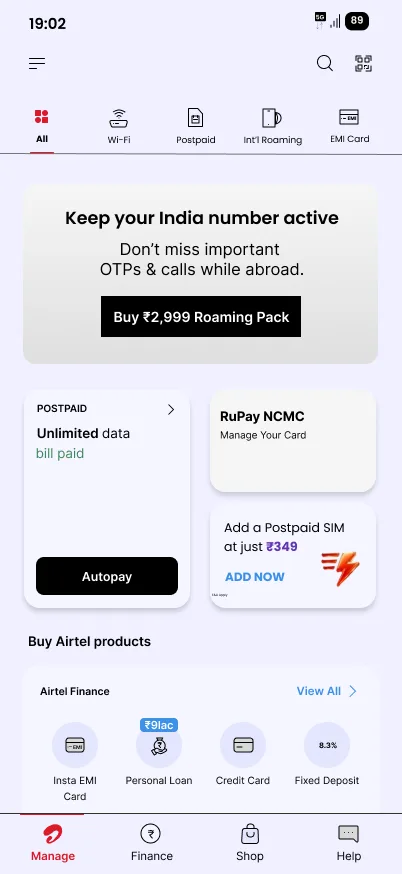 19:02
5G
89
All
Wi-Fi
Postpaid
Int'l Roaming
EMI Card
EMI
Keep your India number active
Don't miss important
OTPs & calls while abroad.
Buy ₹2,999 Roaming Pack
POSTPAID
Unlimited data
bill paid
Autopay
RuPay NCMC
Manage Your Card
Add a Postpaid SIM
at just ₹349
ADD NOW
Buy Airtel products
Airtel Finance
View All
EMI
Insta EMI
Card
₹9lac
Personal Loan
Credit Card
8.3%
Fixed Deposit
Manage
Finance
Shop
Help